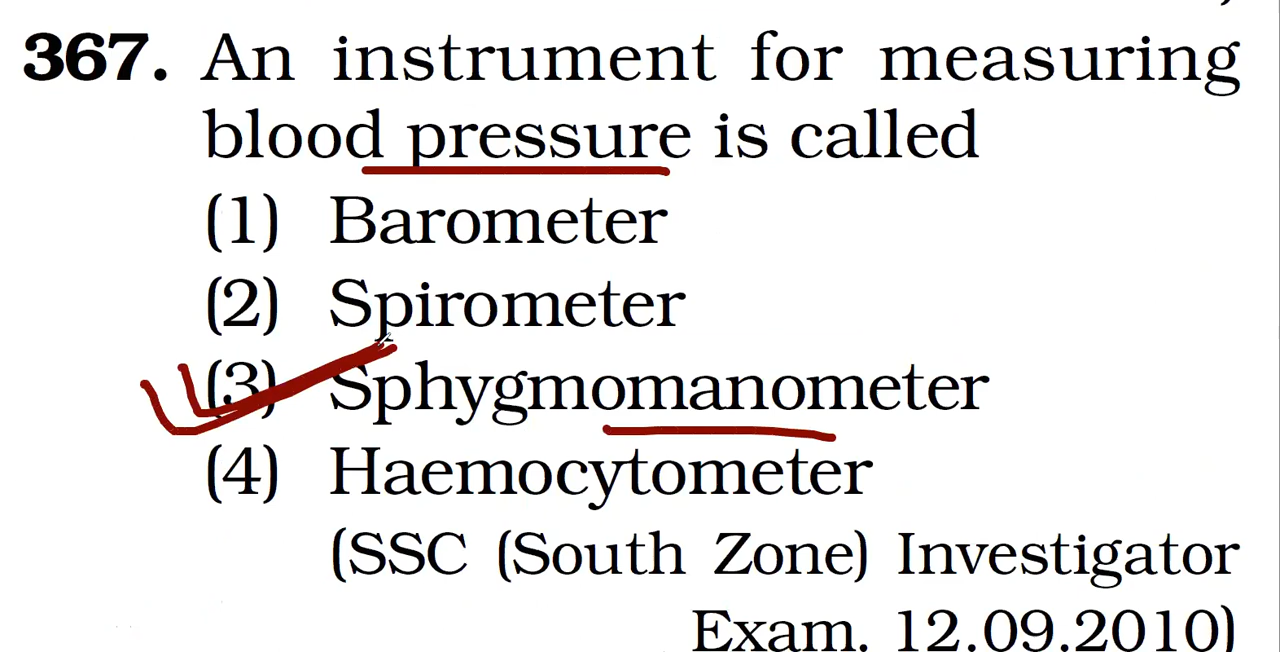 367. An instrument for measuring
blood pressure is called
(1) Barometer
(2) Spirometer
(3) Sphygmomanometer
(4) Haemocytometer
(SSC (South Zone) Investigator
Exam. 12.09.2010)